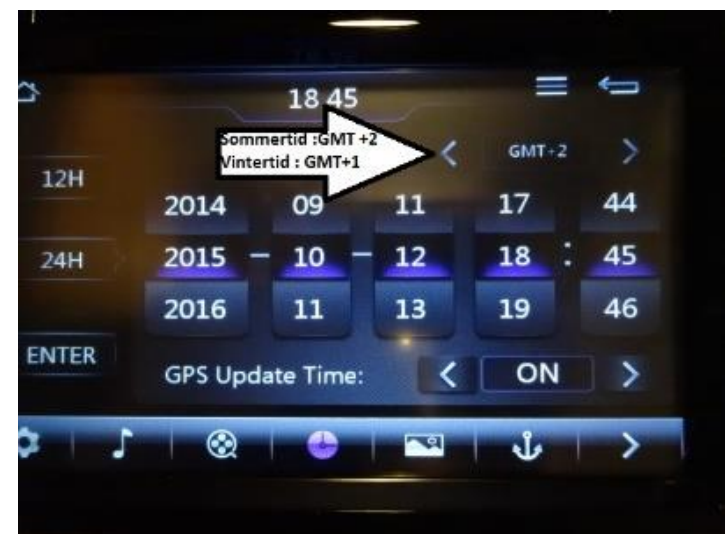 18 45
Sommertid :GMT +2
Vintertid : GMT+1
GMT+2
12H
2014 09 11 17 44
24H
2015 - 10 - 12 18 : 45
2016 11 13 19 46
ENTER
GPS Update Time: ON